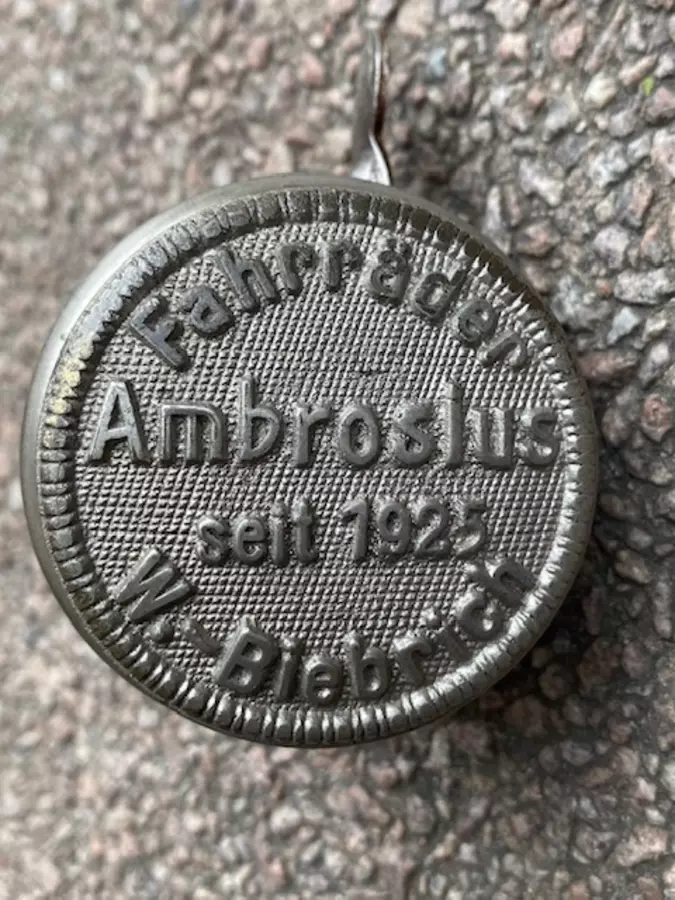 Fahrräder
Ambrosius
seit 1925
W.-Biebrich